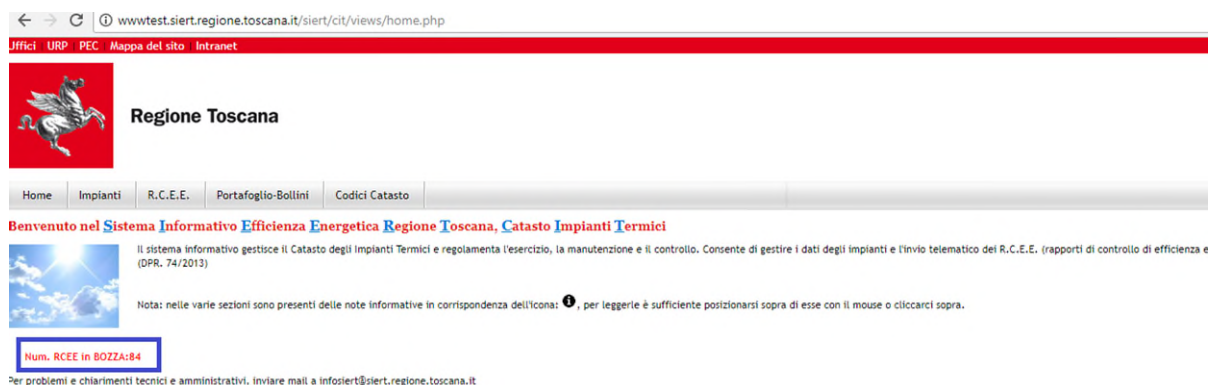 wwwtest.siert.regione.toscana.it/siert/cit/views/home.php
Uffici URP PEC Mappa del sito Intranet
Regione Toscana
Home Impianti R.C.E.E. Portafoglio-Bollini Codici Catasto
Benvenuto nel Sistema Informativo Efficienza Energetica Regione Toscana, Catasto Impianti Termici
Il sistema informativo gestisce il Catasto degli Impianti Termici e regolamenta l'esercizio, la manutenzione e il controllo. Consente di gestire i dati degli impianti e l'invio telematico dei R.C.E.E. (rapporti di controllo di efficienza e
(DPR. 74/2013)
Nota: nelle varie sezioni sono presenti delle note informative in corrispondenza dell'icona: , per leggerle è sufficiente posizionarsi sopra di esse con il mouse o cliccarci sopra.
Num. RCEE in BOZZA:84
Per problemi e chiarimenti tecnici e amministrativi, inviare mail a infosiert@siert.regione.toscana.it